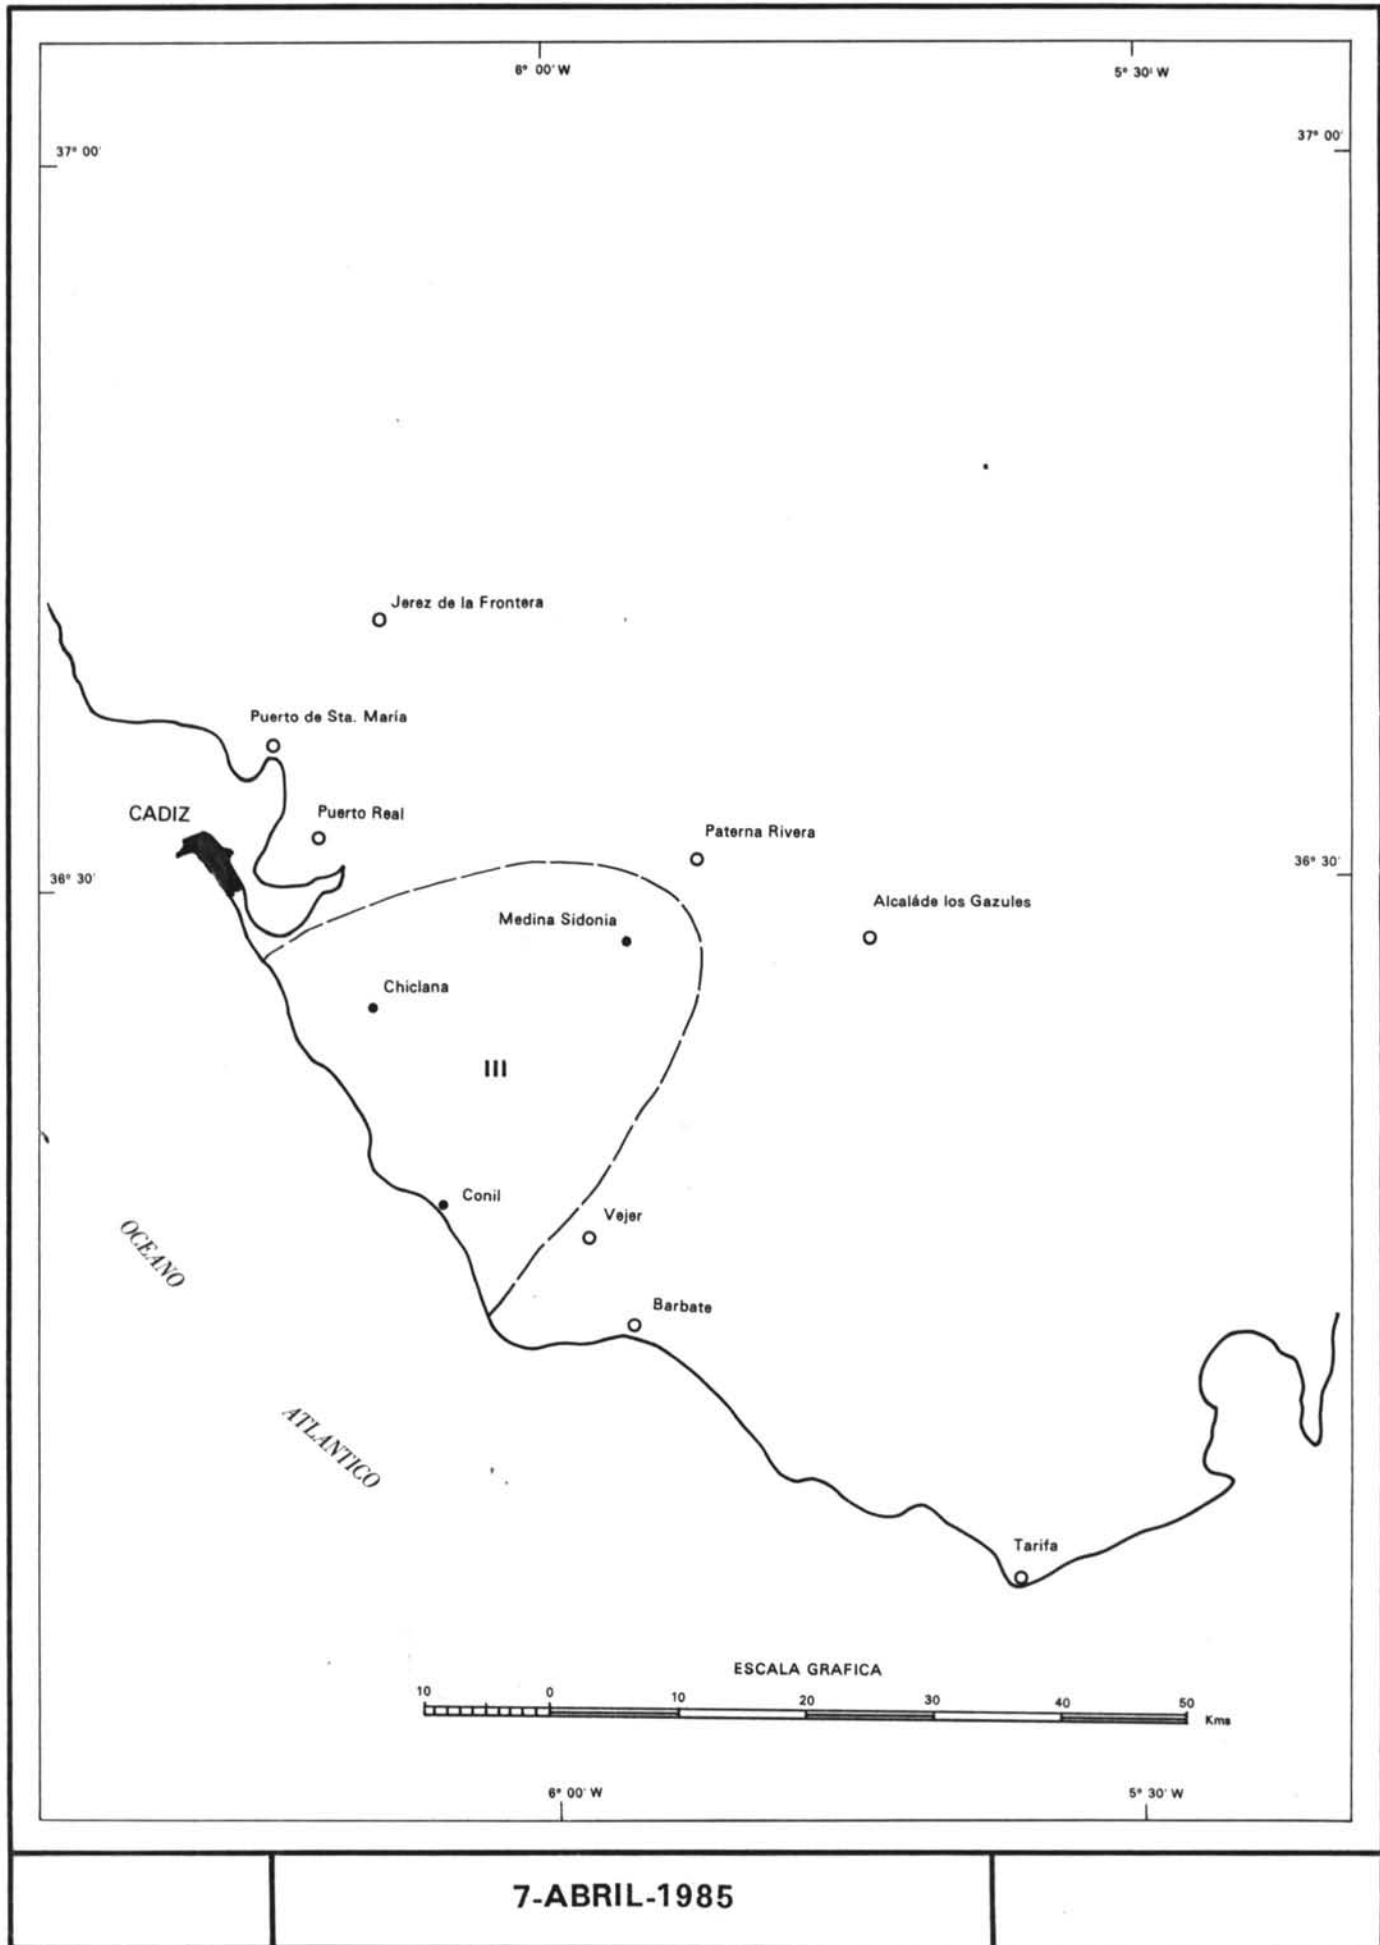 6° 00' W
5° 30' W
37° 00'
37° 00'
Jerez de la Frontera
Puerto de Sta. María
CADIZ
Puerto Real
Paterna Rivera
36° 30'
36° 30'
Alcaláde los Gazules
Medina Sidonia
Chiclana
III
Conil
Vejer
OCEANO
Barbate
ATLANTICO
Tarifa
ESCALA GRAFICA
10 0 10 20 30 40 50
Kms
6° 00' W
5° 30' W
7-ABRIL-1985